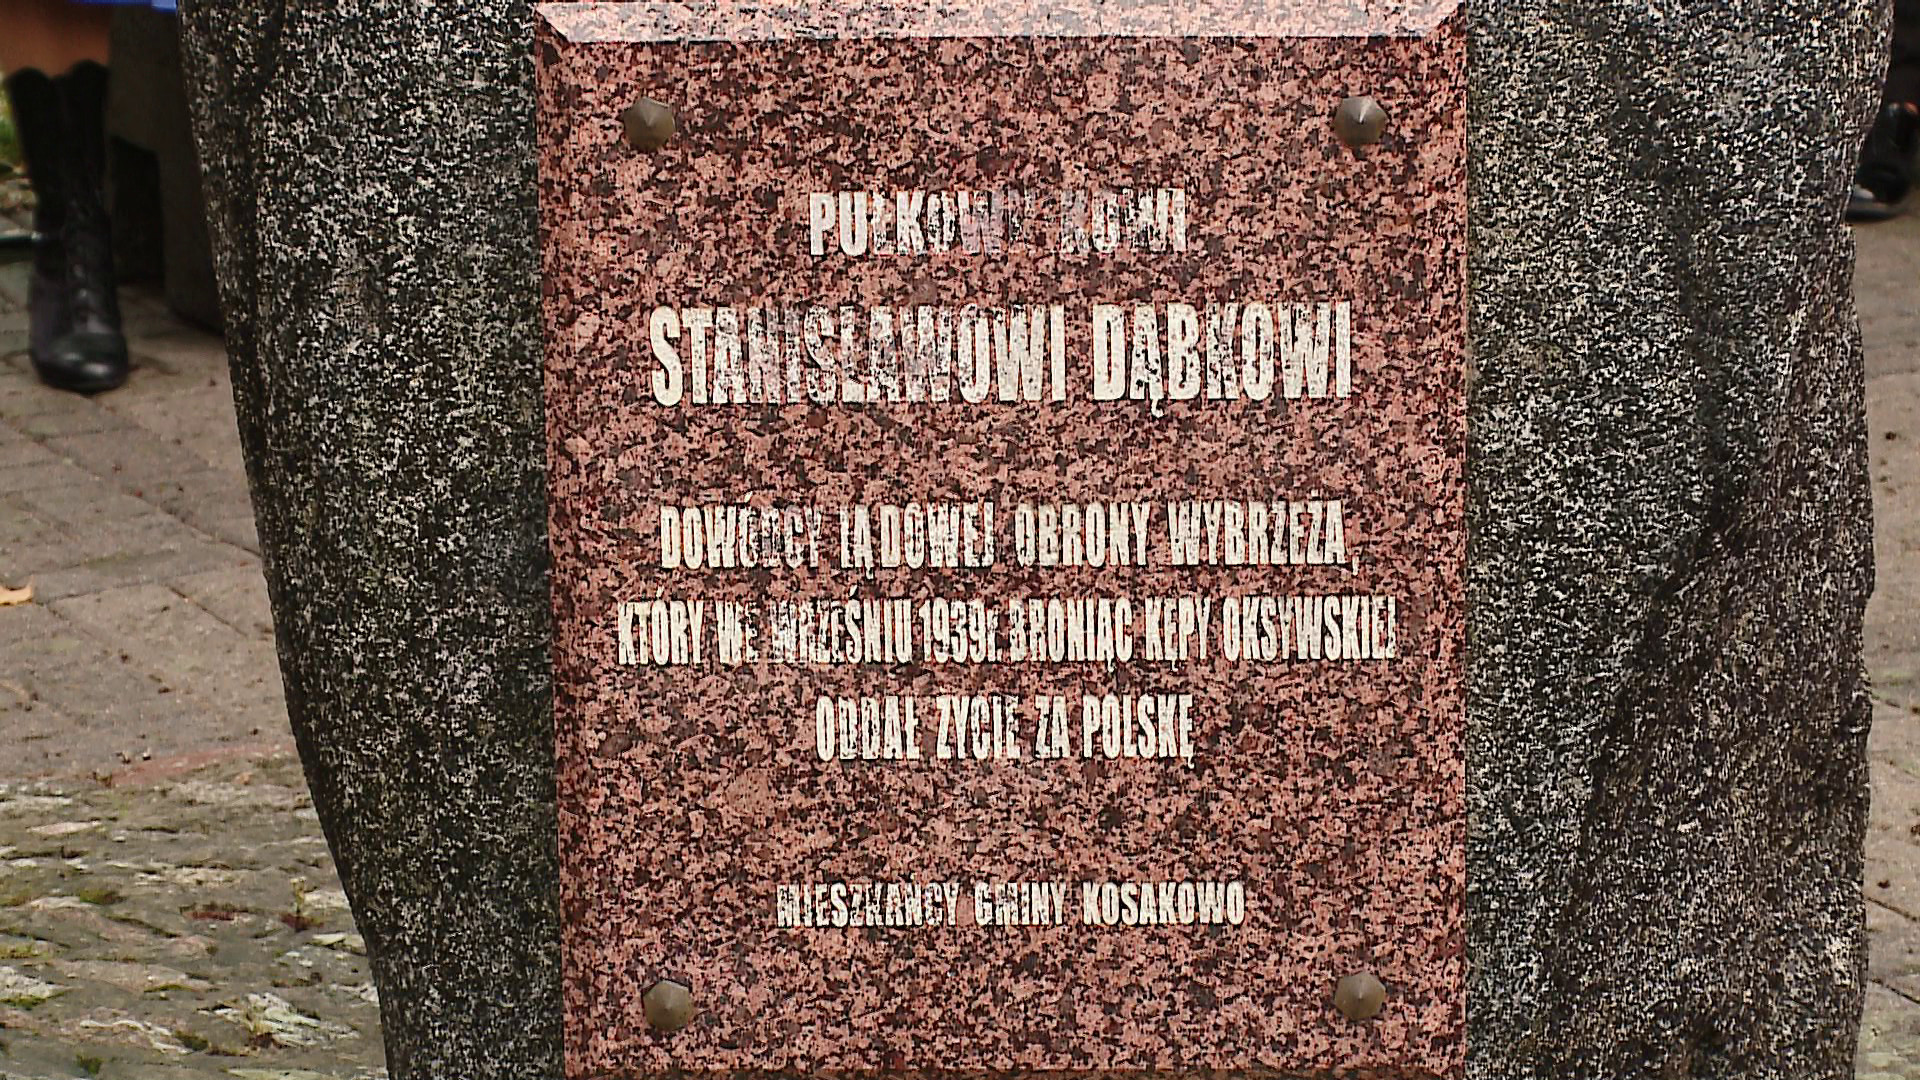 PUŁKOWNIKOWI
STANISŁAWOWI DĄBKOWI
DOWÓDCY LĄDOWEJ OBRONY WYBRZEŻA,
KTÓRY WE WRZEŚNIU 1939r. BRONIĄC KĘPY OKSYWSKIEJ
ODDAŁ ŻYCIE ZA POLSKĘ
MIESZKAŃCY GMINY KOSAKOWO